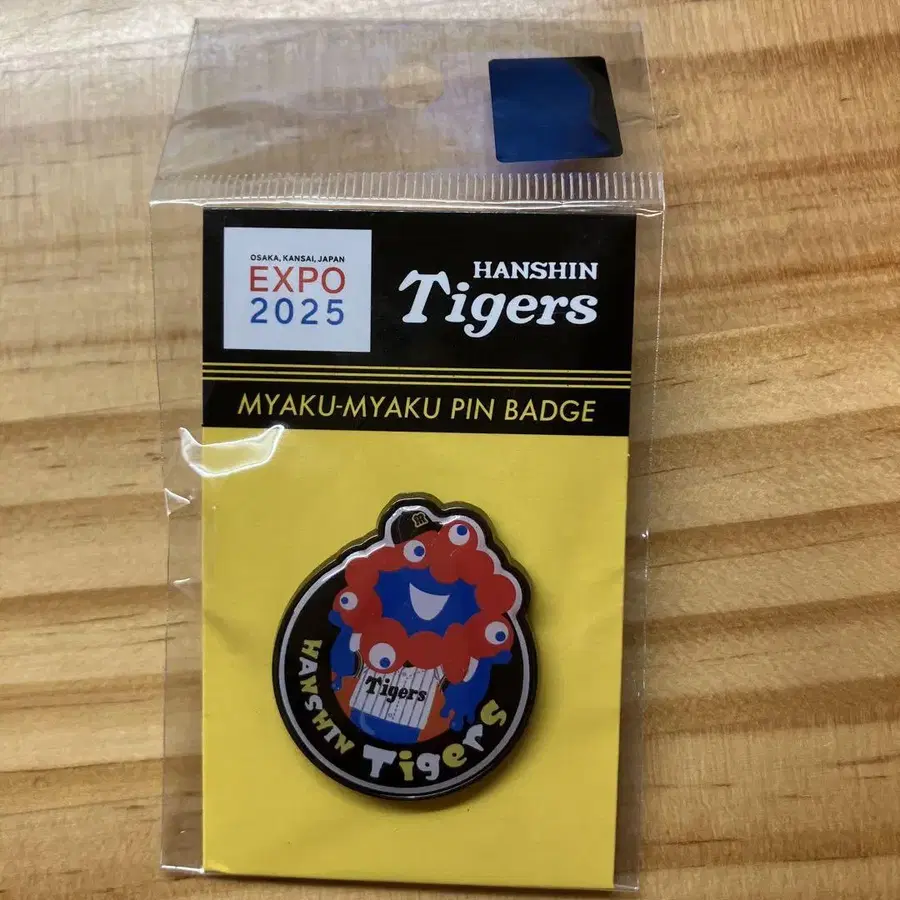 OSAKA, KANSAI, JAPAN
EXPO
2025
HANSHIN
Tigers
MYAKU-MYAKU PIN BADGE
Tigers
HANSHIN Tigers